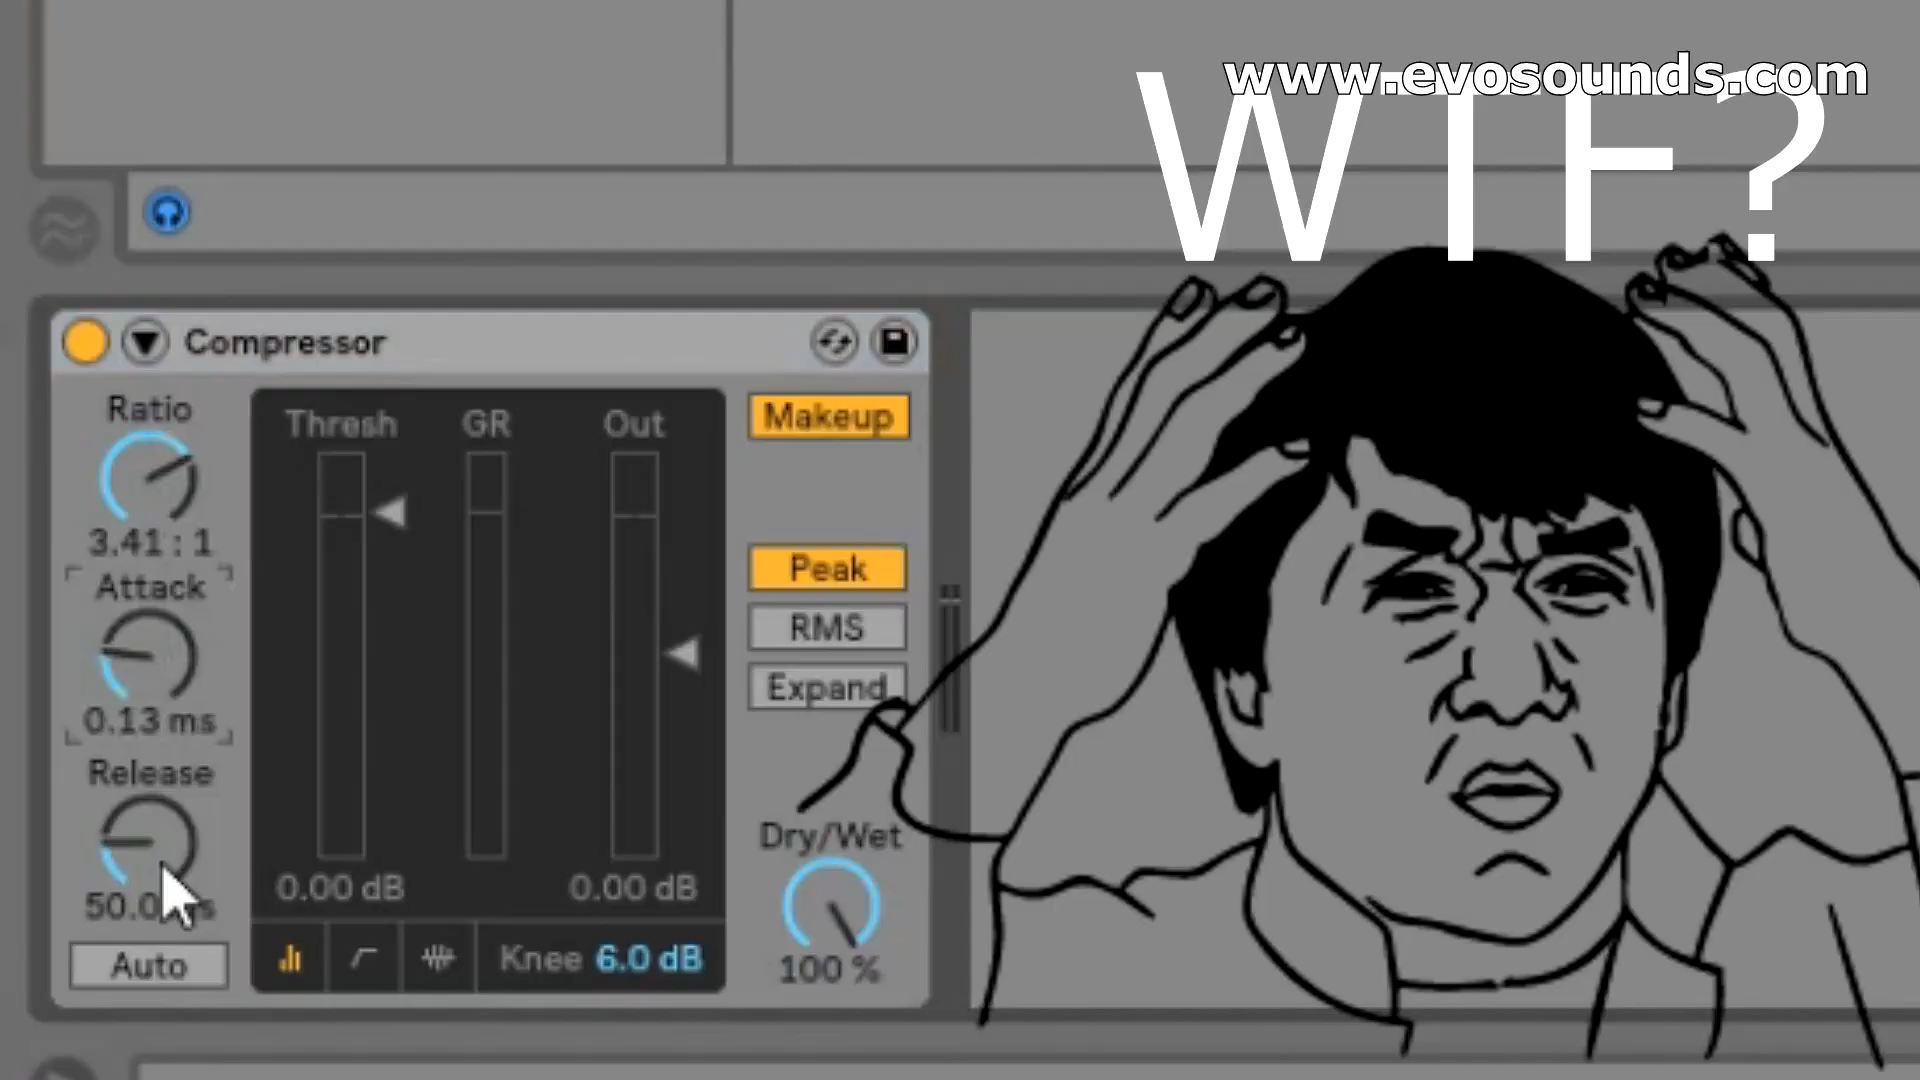 www.evosounds.com
WTF?
Compressor
Ratio
3.41 : 1
Attack
0.13 ms
Release
Auto
Thresh GR Out
0.00 dB 0.00 dB
Knee 6.0 dB
Makeup
Peak
RMS
Expand
Dry/Wet
100 %